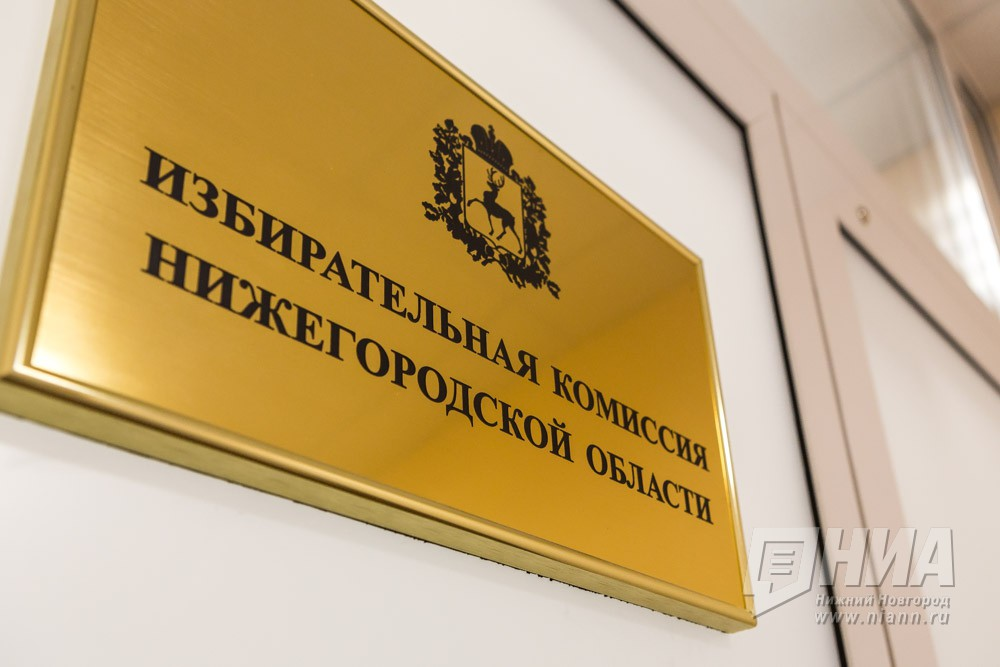 ИЗБИРАТЕЛЬНАЯ КОМИССИЯ
НИЖЕГОРОДСКОЙ ОБЛАСТИ
НИА
Нижний Новгород
www.niann.ru